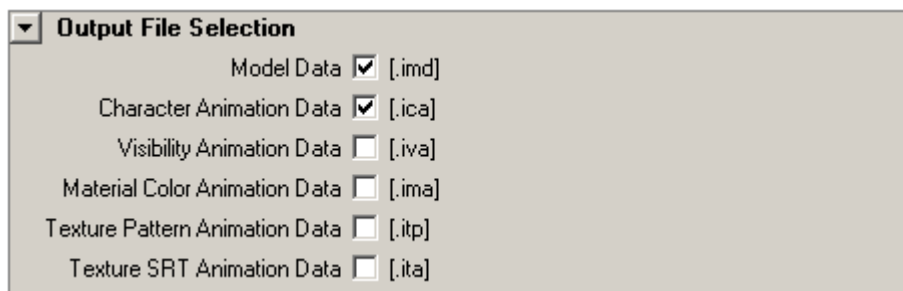 Output File Selection
Model Data [.imd]
Character Animation Data [.ica]
Visibility Animation Data [.iva]
Material Color Animation Data [.ima]
Texture Pattern Animation Data [.itp]
Texture SRT Animation Data [.ita]